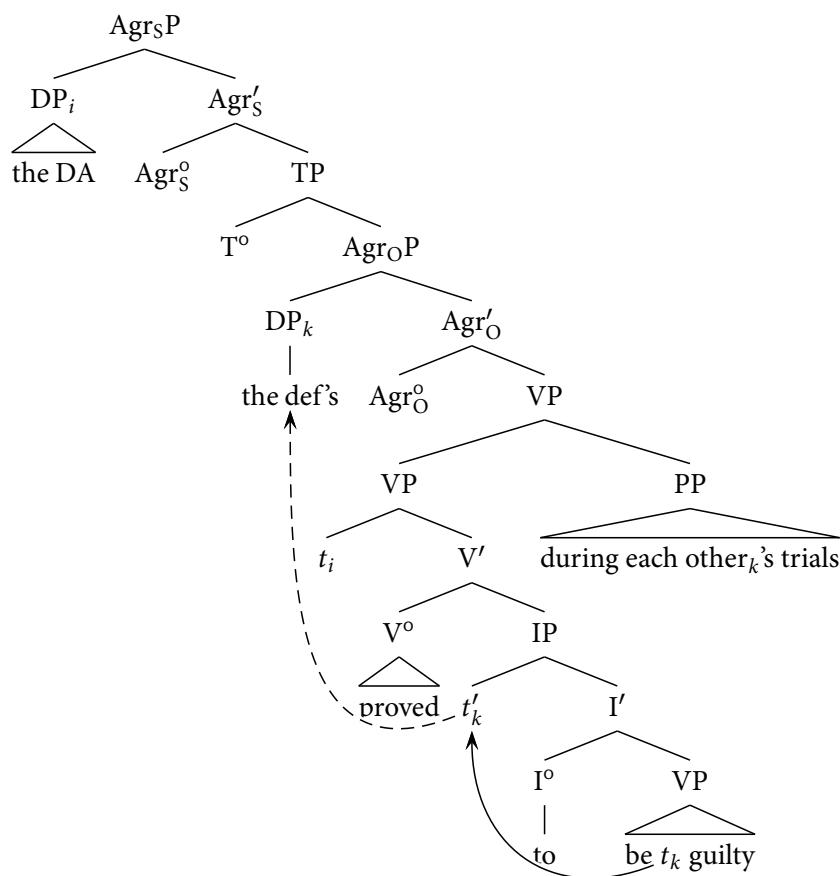 AgrSP
DPi Agr′S
the DA AgrºS TP
Tº AgrOP
DPk Agr′O
the def's AgrºO VP
VP PP
ti V′ during each otherk's trials
Vº IP
proved t′k I′
Iº VP
to be tk guilty